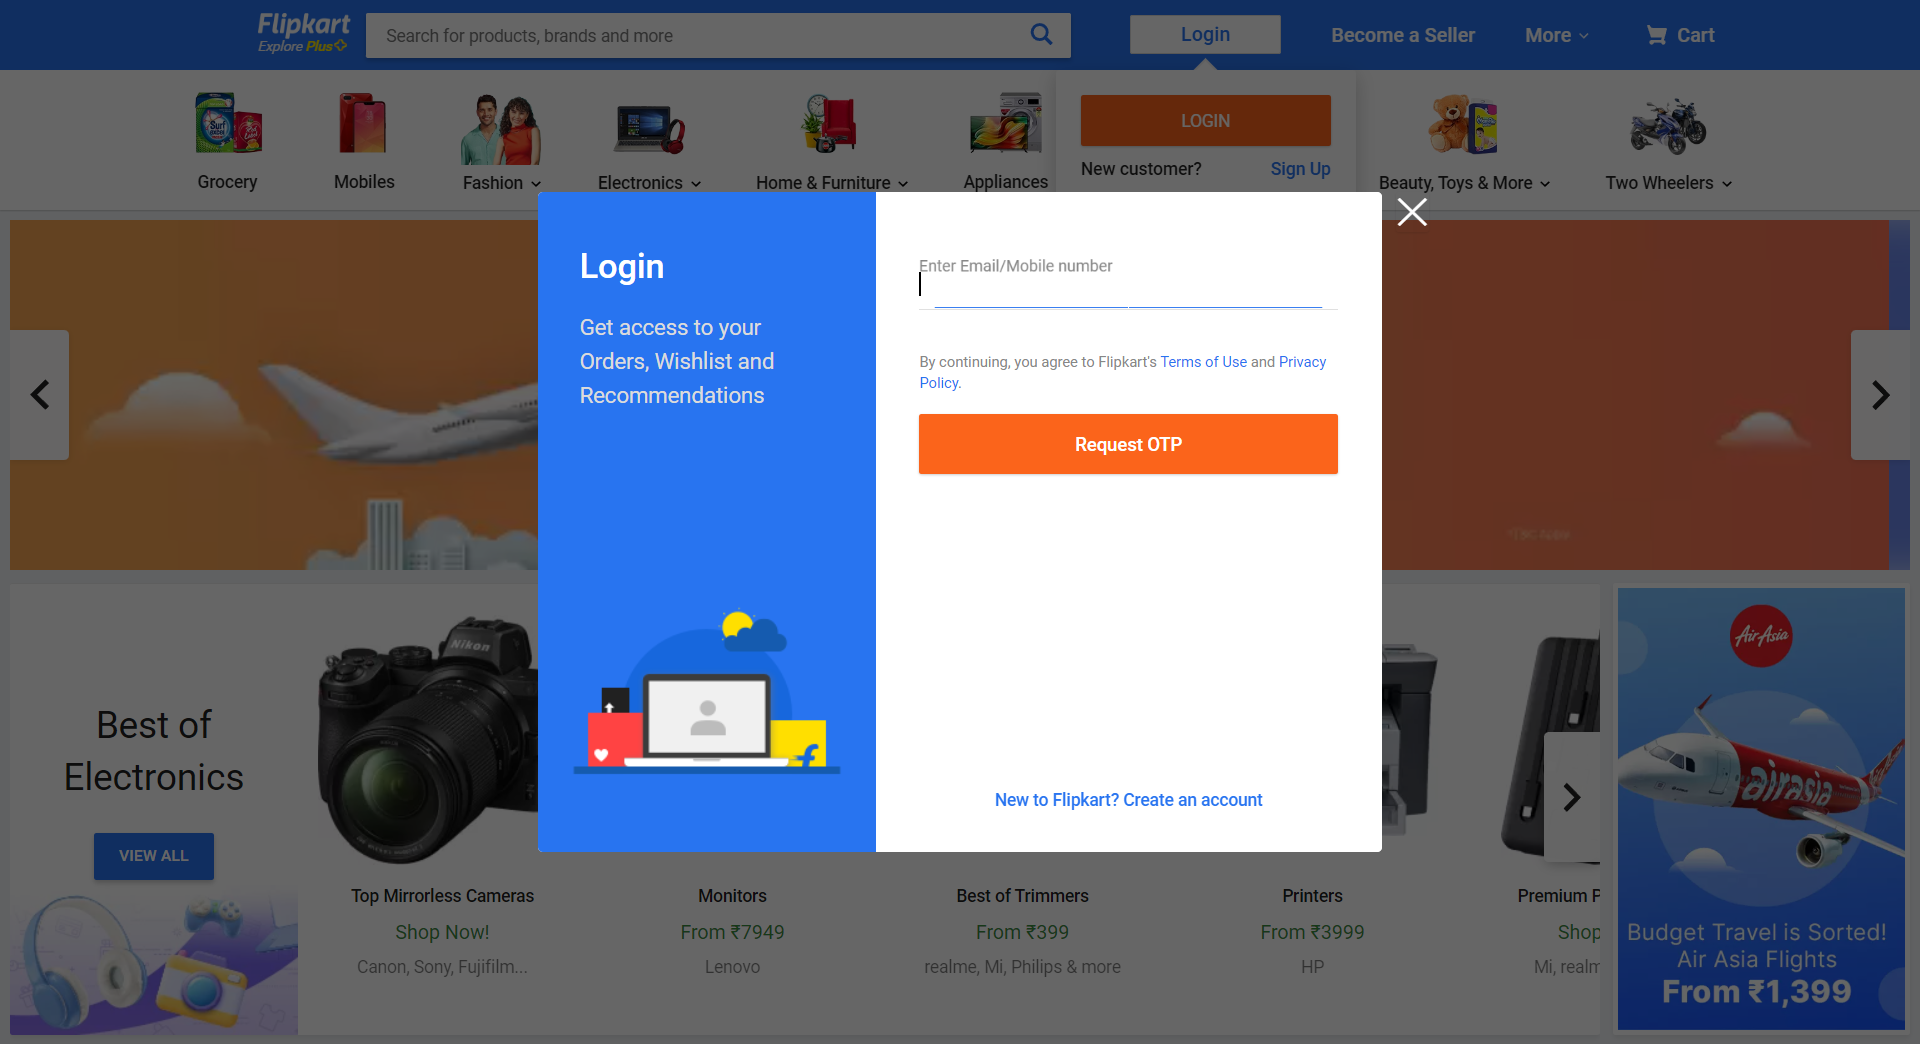 Flipkart
Explore Plus
Search for products, brands and more
Login
Become a Seller
More
Cart
LOGIN
New customer? Sign Up
Grocery
Mobiles
Fashion
Electronics
Home & Furniture
Appliances
Beauty, Toys & More
Two Wheelers
Login
Get access to your
Orders, Wishlist and
Recommendations
Enter Email/Mobile number
By continuing, you agree to Flipkart's Terms of Use and Privacy
Policy.
Request OTP
New to Flipkart? Create an account
Best of
Electronics
VIEW ALL
Nikon
Top Mirrorless Cameras
Shop Now!
Canon, Sony, Fujifilm...
Monitors
From ₹7949
Lenovo
Best of Trimmers
From ₹399
realme, Mi, Philips & more
Printers
From ₹3999
HP
Premium P
Shop
Mi, realm
AirAsia
airasia
Budget Travel is Sorted!
Air Asia Flights
From ₹1,399